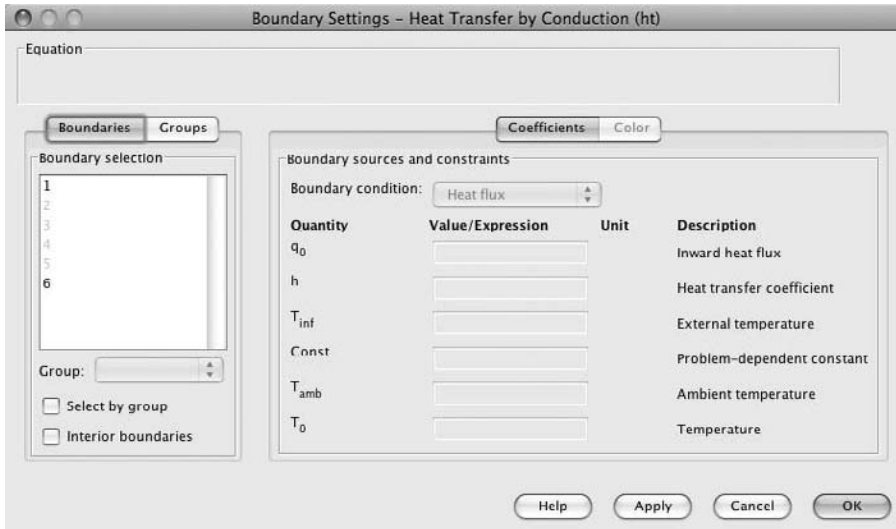 Boundary Settings – Heat Transfer by Conduction (ht)
Equation
Boundaries Groups
Boundary selection
1
2
3
4
5
6
Group:
Select by group
Interior boundaries
Coefficients Color
Boundary sources and constraints
Boundary condition: Heat flux
Quantity Value/Expression Unit Description
q0 Inward heat flux
h Heat transfer coefficient
Tinf External temperature
Const Problem-dependent constant
Tamb Ambient temperature
T0 Temperature
Help Apply Cancel OK